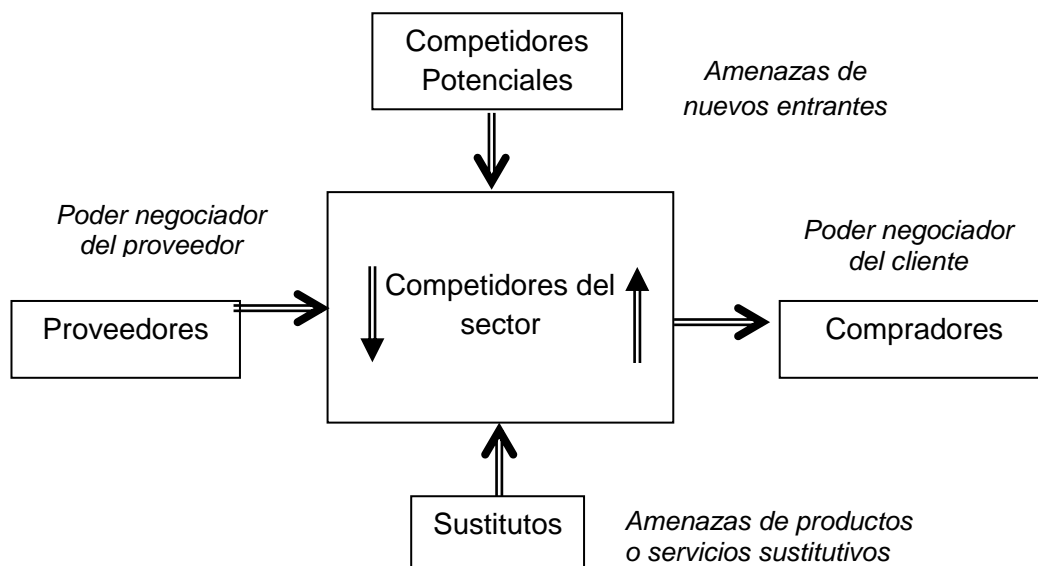 Competidores
Potenciales
Amenazas de
nuevos entrantes
Poder negociador
del proveedor
Poder negociador
del cliente
Proveedores
Competidores del
sector
Compradores
Sustitutos
Amenazas de productos
o servicios sustitutivos